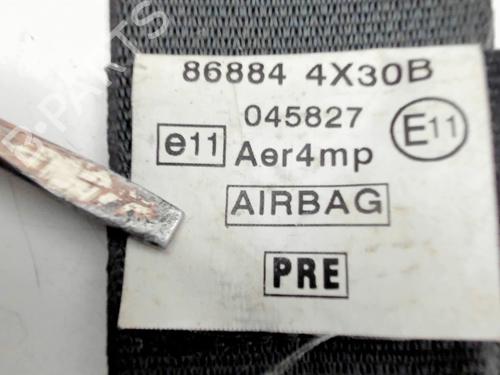 86884 4X30B
045827
e11 Aer4mp E11
AIRBAG
PRE